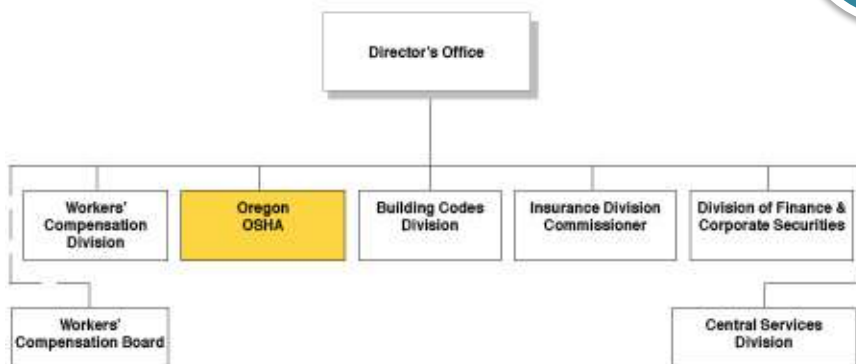 Director's Office
Workers'
Compensation
Division
Oregon
OSHA
Building Codes
Division
Insurance Division
Commissioner
Division of Finance &
Corporate Securities
Workers'
Compensation Board
Central Services
Division